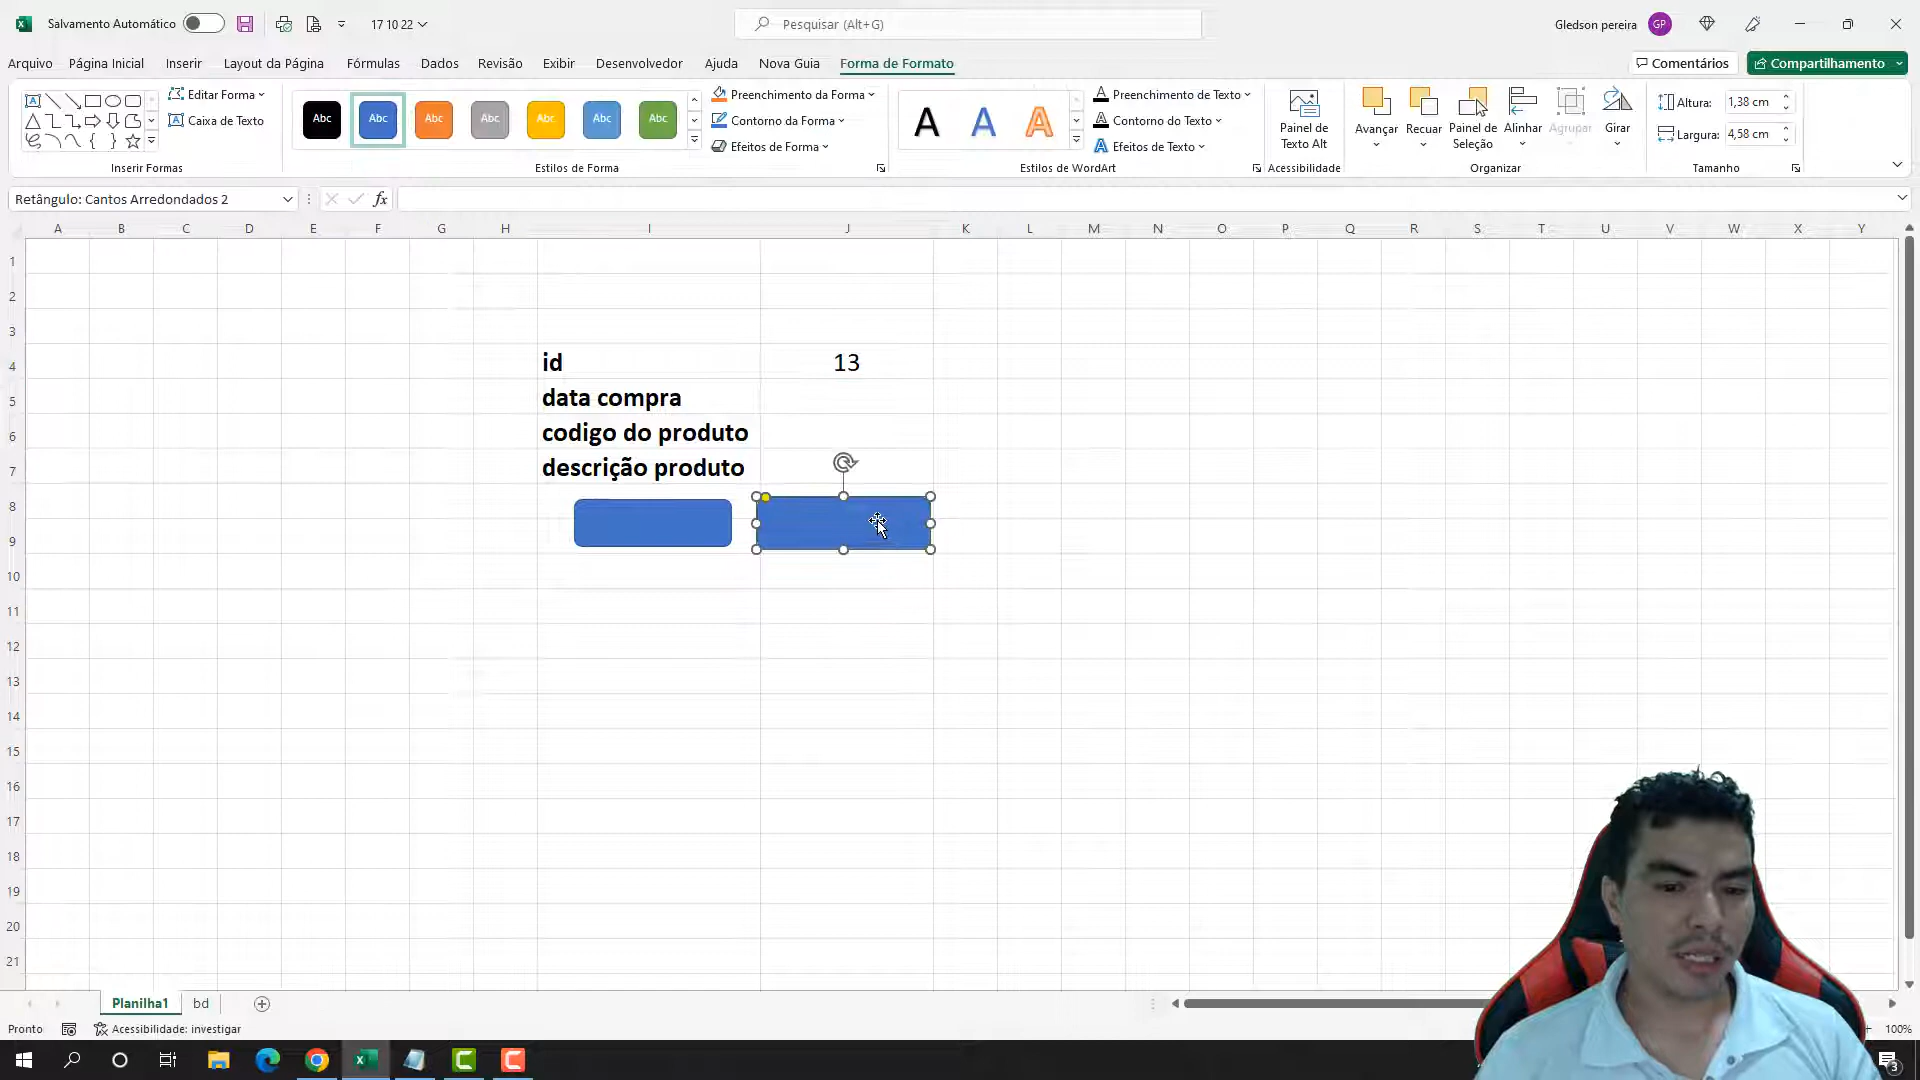 Salvamento Automático
17 10 22
Pesquisar (Alt+G)
Gledson pereira
GP
Arquivo
Página Inicial
Inserir
Layout da Página
Fórmulas
Dados
Revisão
Exibir
Desenvolvedor
Ajuda
Nova Guia
Forma de Formato
Comentários
Compartilhamento
Editar Forma
Caixa de Texto
Inserir Formas
Abc Abc Abc Abc Abc Abc Abc
Preenchimento da Forma
Contorno da Forma
Efeitos de Forma
Estilos de Forma
A A A
Preenchimento de Texto
Contorno do Texto
Efeitos de Texto
Estilos de WordArt
Painel de
Texto Alt
Acessibilidade
Avançar
Recuar
Painel de
Seleção
Alinhar
Agrupar
Girar
Organizar
Altura: 1,38 cm
Largura: 4,58 cm
Tamanho
Retângulo: Cantos Arredondados 2
fx
A B C D E F G H I J K L M N O P Q R S T U V W X Y
1
2
3
4 id 13
5 data compra
6 codigo do produto
7 descrição produto
8
9
10
11
12
13
14
15
16
17
18
19
20
21
Planilha1
bd
Pronto
Acessibilidade: investigar
100%
3